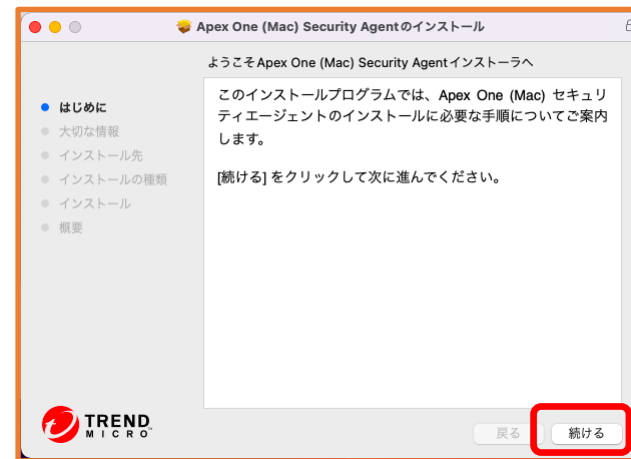 Apex One (Mac) Security Agentのインストール
ようこそApex One (Mac) Security Agentインストーラへ
はじめに
大切な情報
インストール先
インストールの種類
インストール
概要
このインストールプログラムでは、Apex One (Mac) セキュリ
ティエージェントのインストールに必要な手順についてご案内
します。
[続ける] をクリックして次に進んでください。
TREND
MICRO
戻る
続ける